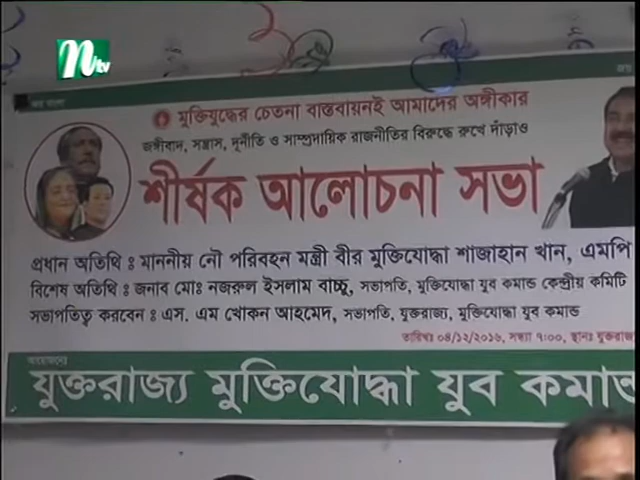 ntv
মুক্তিযুদ্ধের চেতনা বাস্তবায়নই আমাদের অঙ্গীকার
জঙ্গীবাদ, সন্ত্রাস, দূর্নীতি ও সাম্প্রদায়িক রাজনীতির বিরুদ্ধে রুখে দাঁড়াও
শীর্ষক আলোচনা সভা
প্রধান অতিথি : মাননীয় নৌ পরিবহন মন্ত্রী বীর মুক্তিযোদ্ধা শাজাহান খান, এমপি
বিশেষ অতিথি : জনাব মোঃ নজরুল ইসলাম বাচ্চু, সভাপতি, মুক্তিযোদ্ধা যুব কমান্ড কেন্দ্রীয় কমিটি
সভাপতিত্ব করবেন : এস. এম খোকন আহমেদ, সভাপতি, যুক্তরাজ্য, মুক্তিযোদ্ধা যুব কমান্ড
তারিখঃ ০৪/১২/২০১৬, সন্ধ্যা ৭:০০, স্থানঃ যুক্তরাজ
যুক্তরাজ্য মুক্তিযোদ্ধা যুব কমান্ড